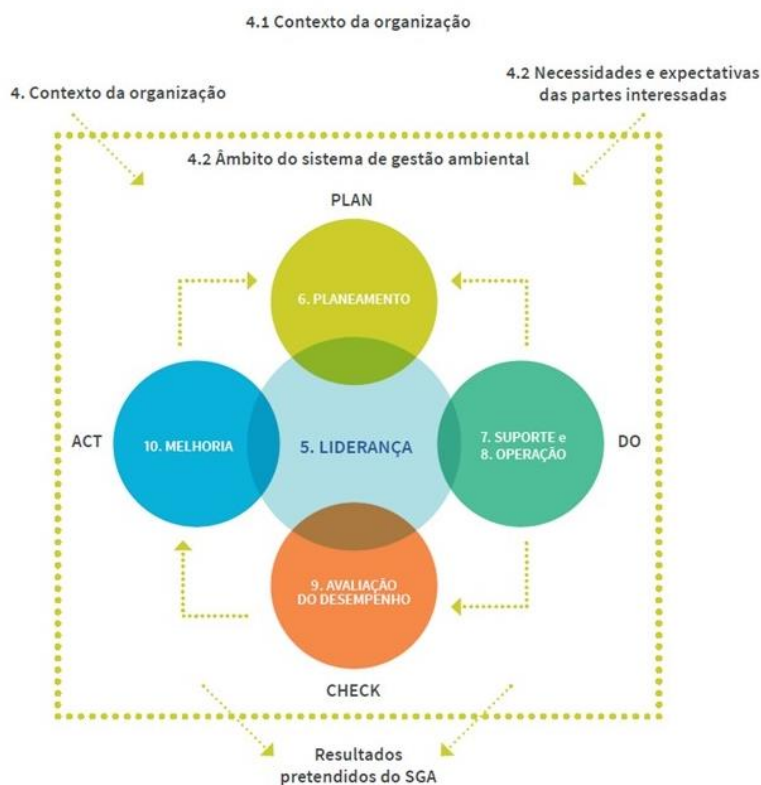 4.1 Contexto da organização
4. Contexto da organização
4.2 Necessidades e expectativas
das partes interessadas
4.2 Âmbito do sistema de gestão ambiental
PLAN
6. PLANEAMENTO
ACT
10. MELHORIA
5. LIDERANÇA
7. SUPORTE e
8. OPERAÇÃO
DO
9. AVALIAÇÃO
DO DESEMPENHO
CHECK
Resultados
pretendidos do SGA